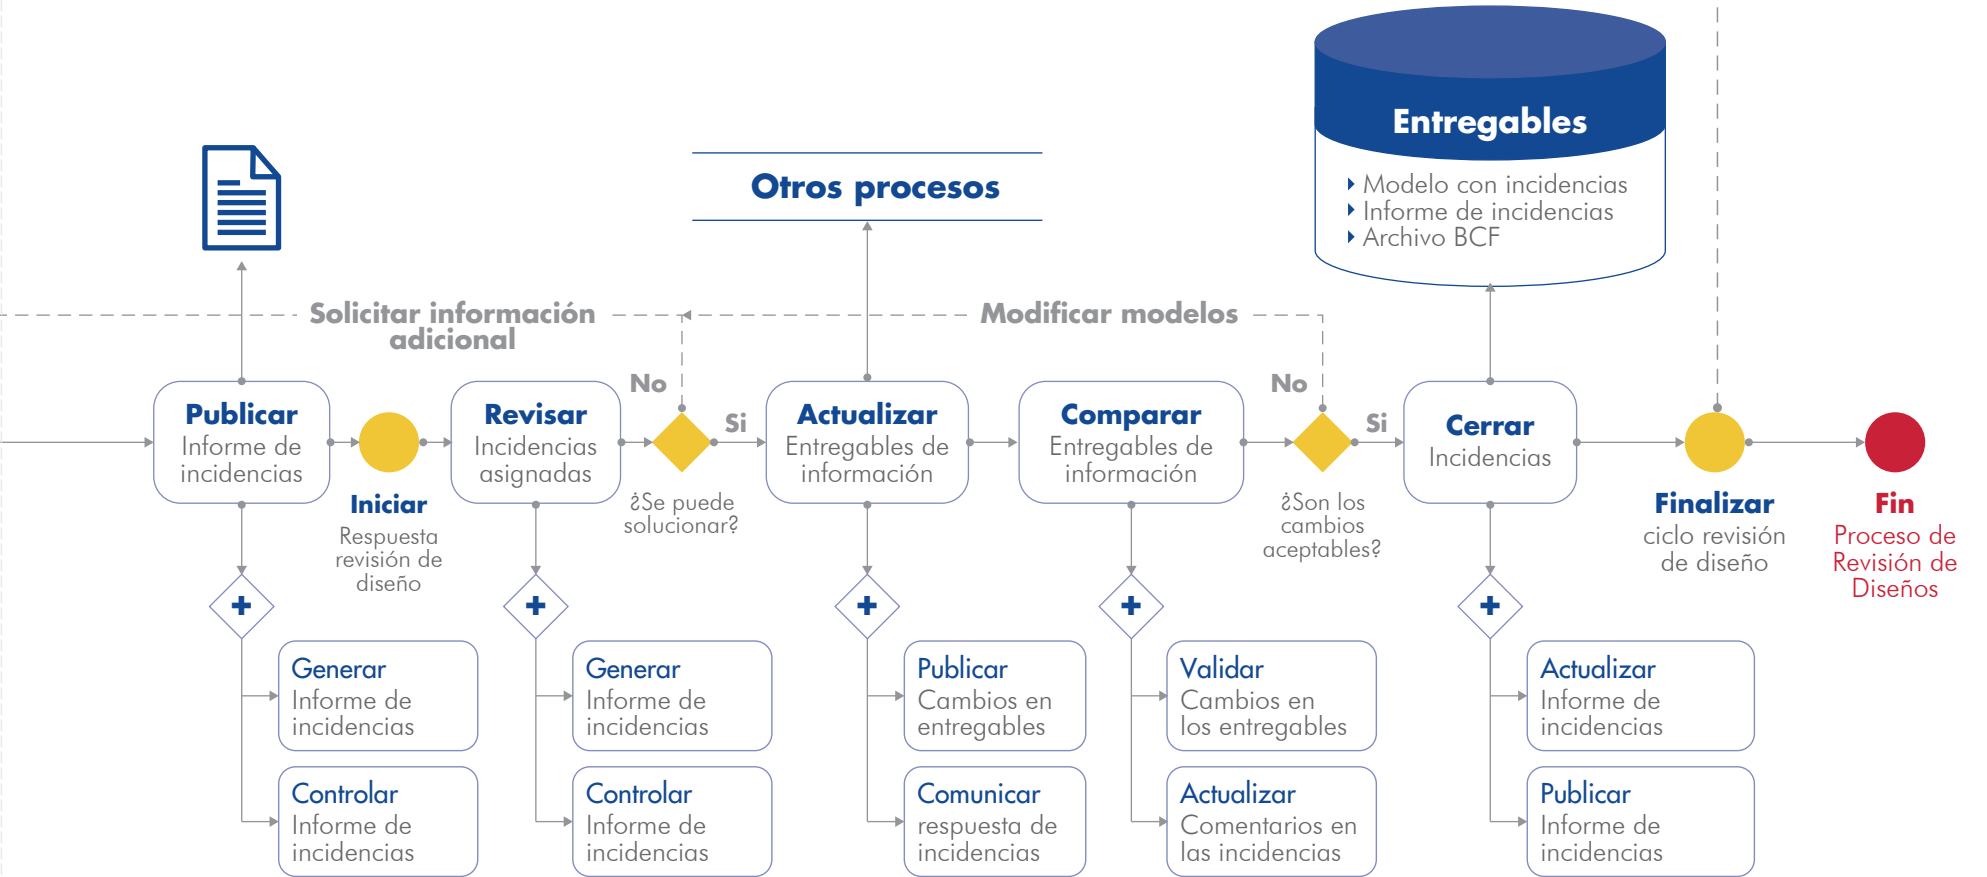 Entregables
Modelo con incidencias
Informe de incidencias
Archivo BCF
Otros procesos
Solicitar información
adicional
Modificar modelos
Publicar
Informe de
incidencias
Iniciar
Respuesta
revisión de
diseño
Revisar
Incidencias
asignadas
No
Si
¿Se puede
solucionar?
Actualizar
Entregables de
información
Comparar
Entregables de
información
No
Si
¿Son los
cambios
aceptables?
Cerrar
Incidencias
Finalizar
ciclo revisión
de diseño
Fin
Proceso de
Revisión de
Diseños
+
+
+
+
+
Generar
Informe de
incidencias
Controlar
Informe de
incidencias
Generar
Informe de
incidencias
Controlar
Informe de
incidencias
Publicar
Cambios en
entregables
Comunicar
respuesta de
incidencias
Validar
Cambios en
los entregables
Actualizar
Comentarios en
las incidencias
Actualizar
Informe de
incidencias
Publicar
Informe de
incidencias